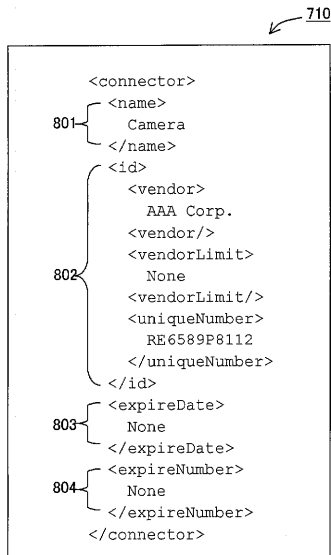 710
<connector>
<name>
801
Camera
</name>
<id>
<vendor>
AAA Corp.
<vendor/>
<vendorLimit>
802
None
<vendorLimit/>
<uniqueNumber>
RE6589P8112
</uniqueNumber>
</id>
<expireDate>
803
None
</expireDate>
<expireNumber>
804
None
</expireNumber>
</connector>